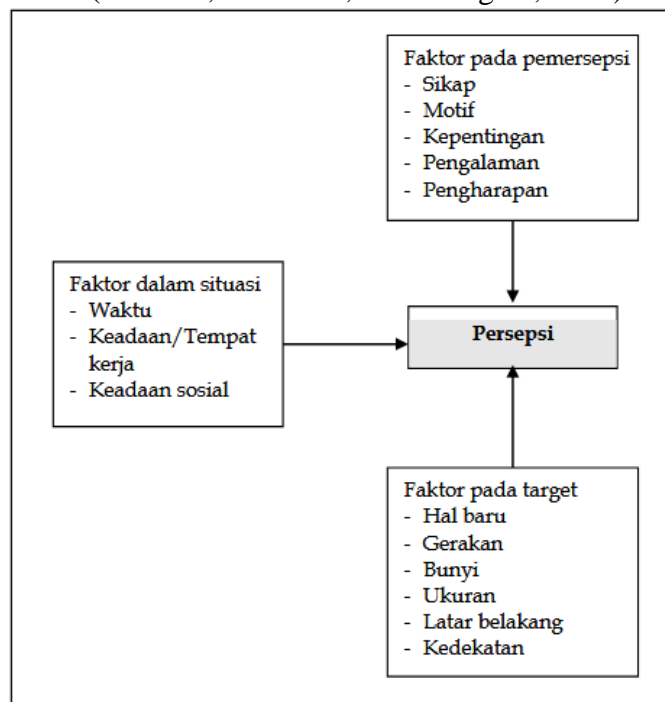 Faktor pada pemersepsi
- Sikap
- Motif
- Kepentingan
- Pengalaman
- Pengharapan
Faktor dalam situasi
- Waktu
- Keadaan/Tempat
kerja
- Keadaan sosial
Persepsi
Faktor pada target
- Hal baru
- Gerakan
- Bunyi
- Ukuran
- Latar belakang
- Kedekatan